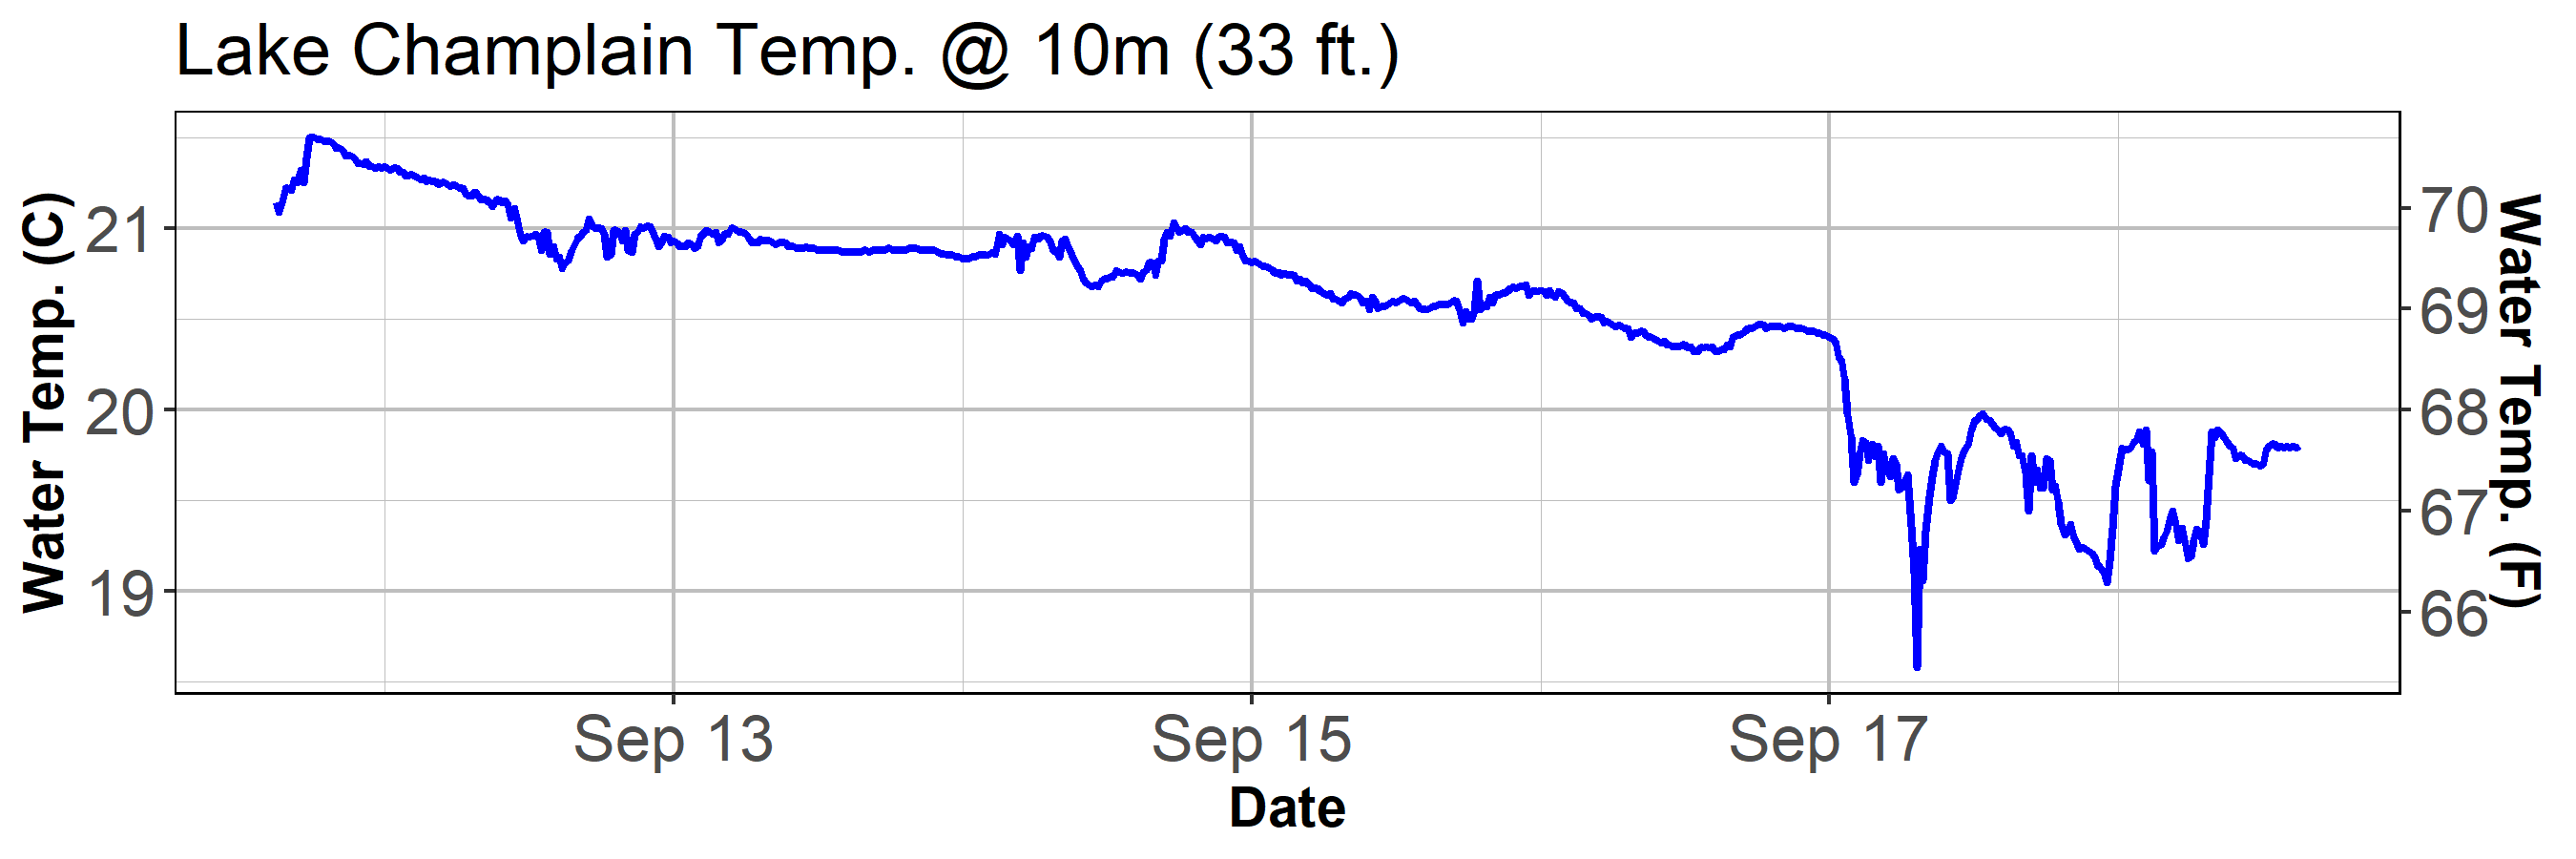 Lake Champlain Temp. @ 10m (33 ft.)
Water Temp. (C)
21
20
19
70
69
68
67
66
Water Temp. (F)
Sep 13
Sep 15
Sep 17
Date